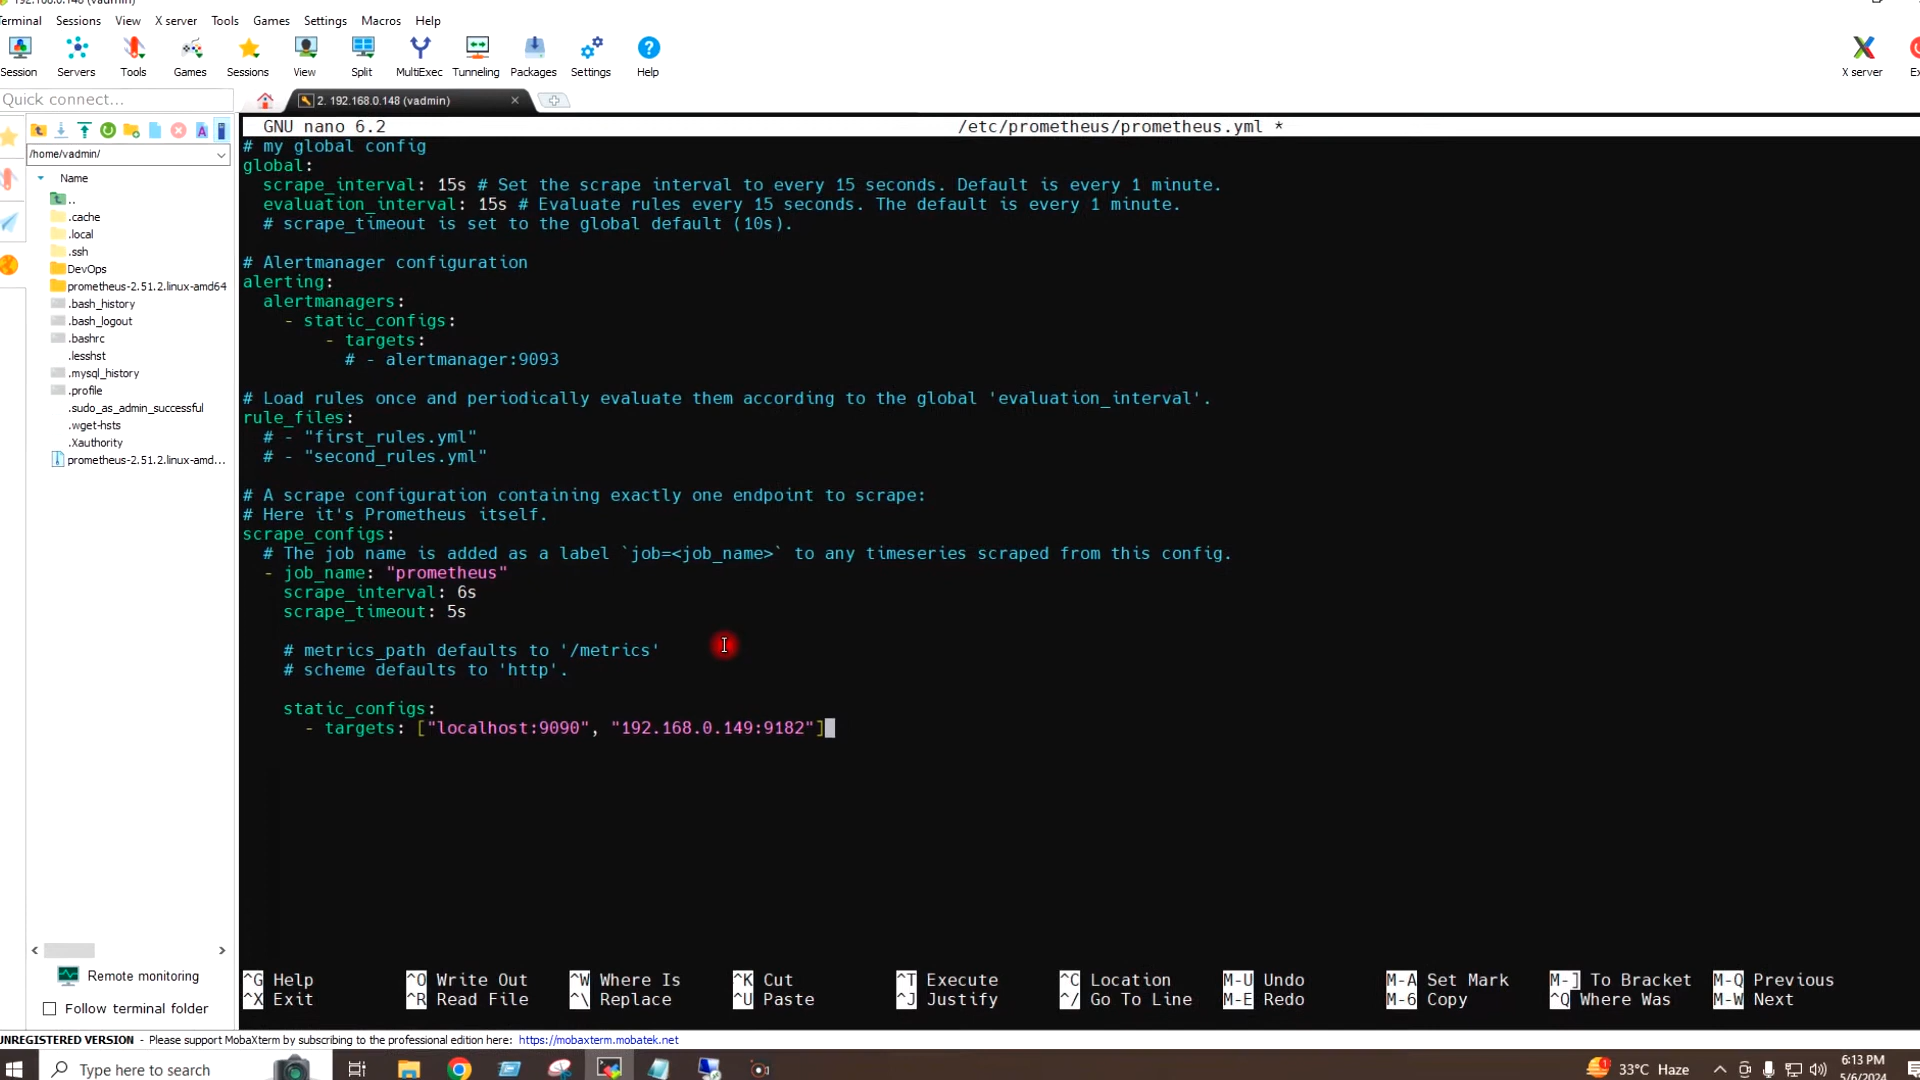 192.168.0.148 (vadmin)
Terminal Sessions View X server Tools Games Settings Macros Help
Session Servers Tools Games Sessions View Split MultiExec Tunneling Packages Settings Help X server
Quick connect...
2. 192.168.0.148 (vadmin)
/home/vadmin/
Name
..
.cache
.local
.ssh
DevOps
prometheus-2.51.2.linux-amd64
.bash_history
.bash_logout
.bashrc
.lesshst
.mysql_history
.profile
.sudo_as_admin_successful
.wget-hsts
.Xauthority
prometheus-2.51.2.linux-amd...
Remote monitoring
Follow terminal folder
GNU nano 6.2 /etc/prometheus/prometheus.yml *
# my global config
global:
  scrape_interval: 15s # Set the scrape interval to every 15 seconds. Default is every 1 minute.
  evaluation_interval: 15s # Evaluate rules every 15 seconds. The default is every 1 minute.
  # scrape_timeout is set to the global default (10s).
# Alertmanager configuration
alerting:
  alertmanagers:
    - static_configs:
        - targets:
          # - alertmanager:9093
# Load rules once and periodically evaluate them according to the global 'evaluation_interval'.
rule_files:
  # - "first_rules.yml"
  # - "second_rules.yml"
# A scrape configuration containing exactly one endpoint to scrape:
# Here it's Prometheus itself.
scrape_configs:
  # The job name is added as a label `job=<job_name>` to any timeseries scraped from this config.
  - job_name: "prometheus"
    scrape_interval: 6s
    scrape_timeout: 5s
    # metrics_path defaults to '/metrics'
    # scheme defaults to 'http'.
    static_configs:
      - targets: ["localhost:9090", "192.168.0.149:9182"]
^G Help ^O Write Out ^W Where Is ^K Cut ^T Execute ^C Location M-U Undo M-A Set Mark M-] To Bracket M-Q Previous
^X Exit ^R Read File ^\ Replace ^U Paste ^J Justify ^/ Go To Line M-E Redo M-6 Copy ^Q Where Was M-W Next
UNREGISTERED VERSION - Please support MobaXterm by subscribing to the professional edition here: https://mobaxterm.mobatek.net
Type here to search
33°C Haze
6:13 PM
5/6/2024